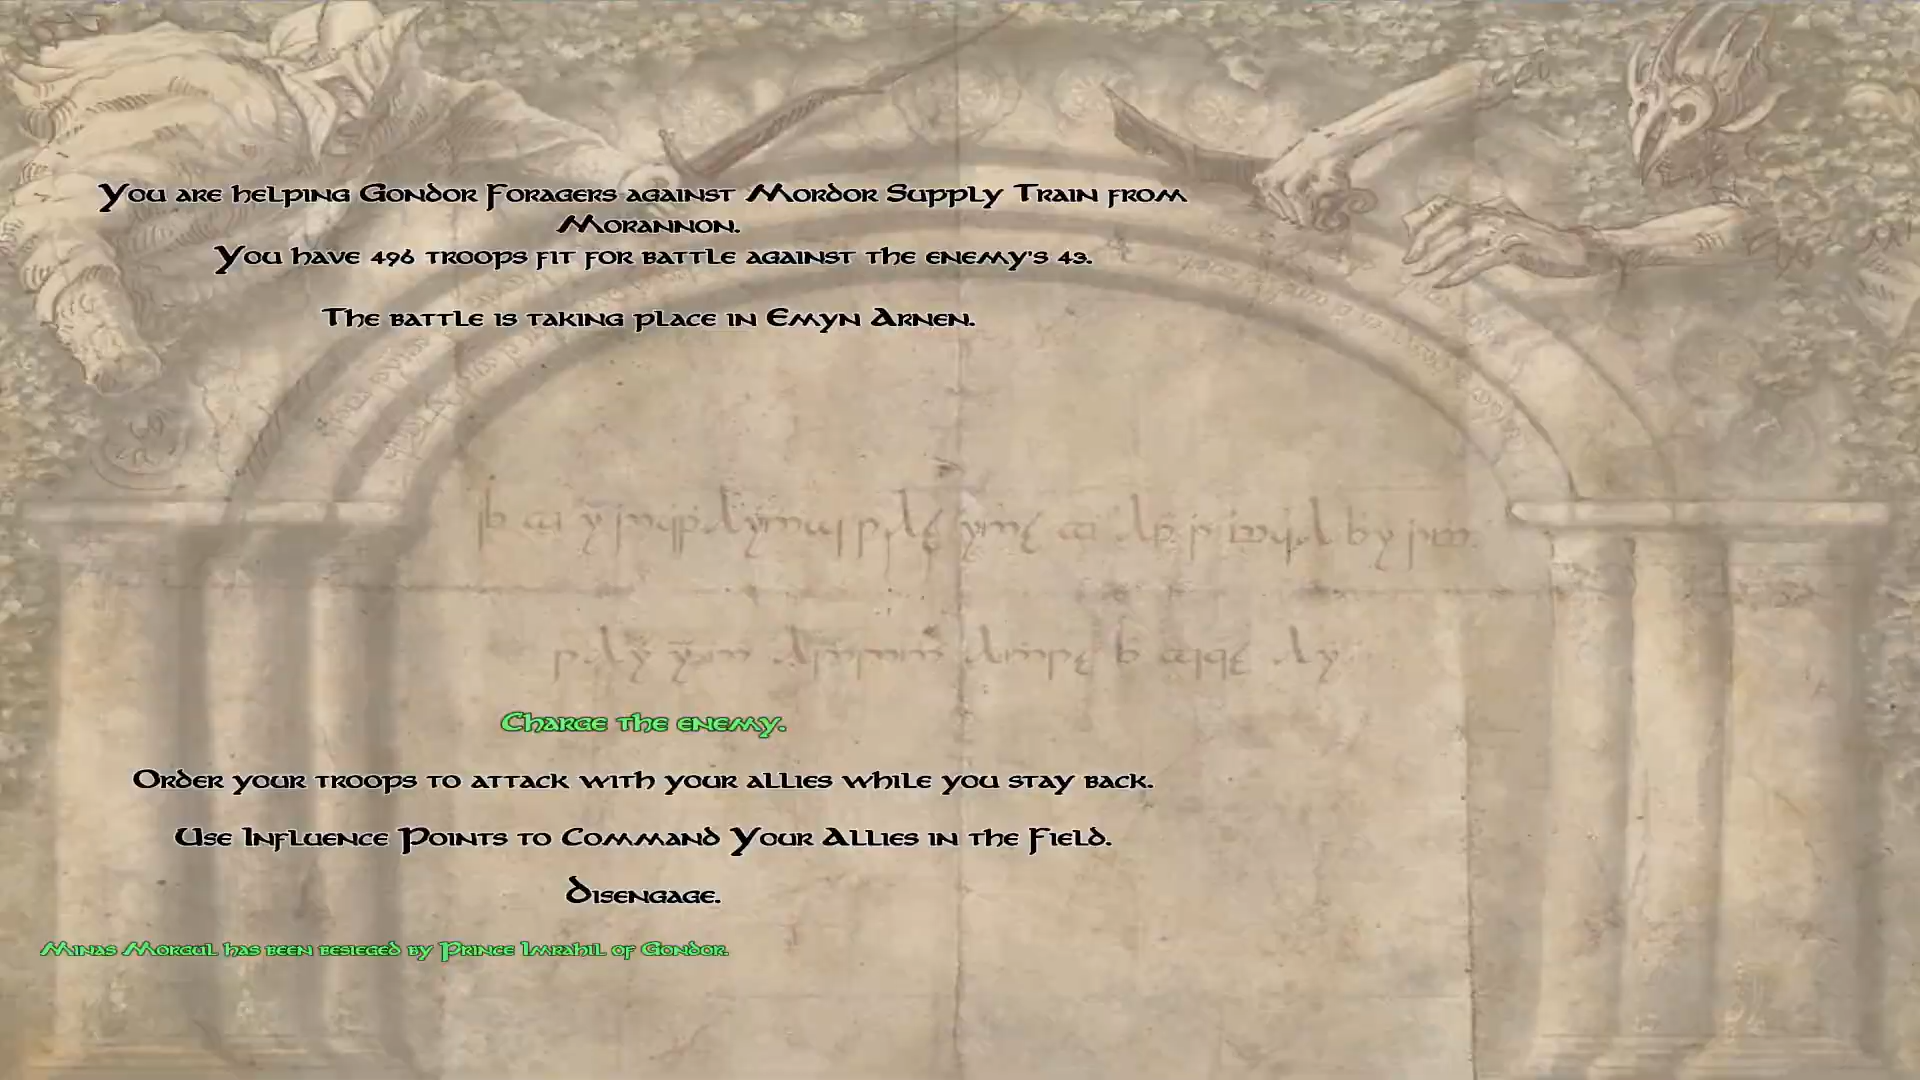 You are helping Gondor Foragers against Mordor Supply Train from
Morannon.
You have 496 troops fit for battle against the enemy's 43.
The battle is taking place in Emyn Arnen.
Charge the enemy.
Order your troops to attack with your allies while you stay back.
Use Influence Points to Command Your Allies in the Field.
Disengage.
Minas Morgul has been besieged by Prince Imrahil of Gondor.